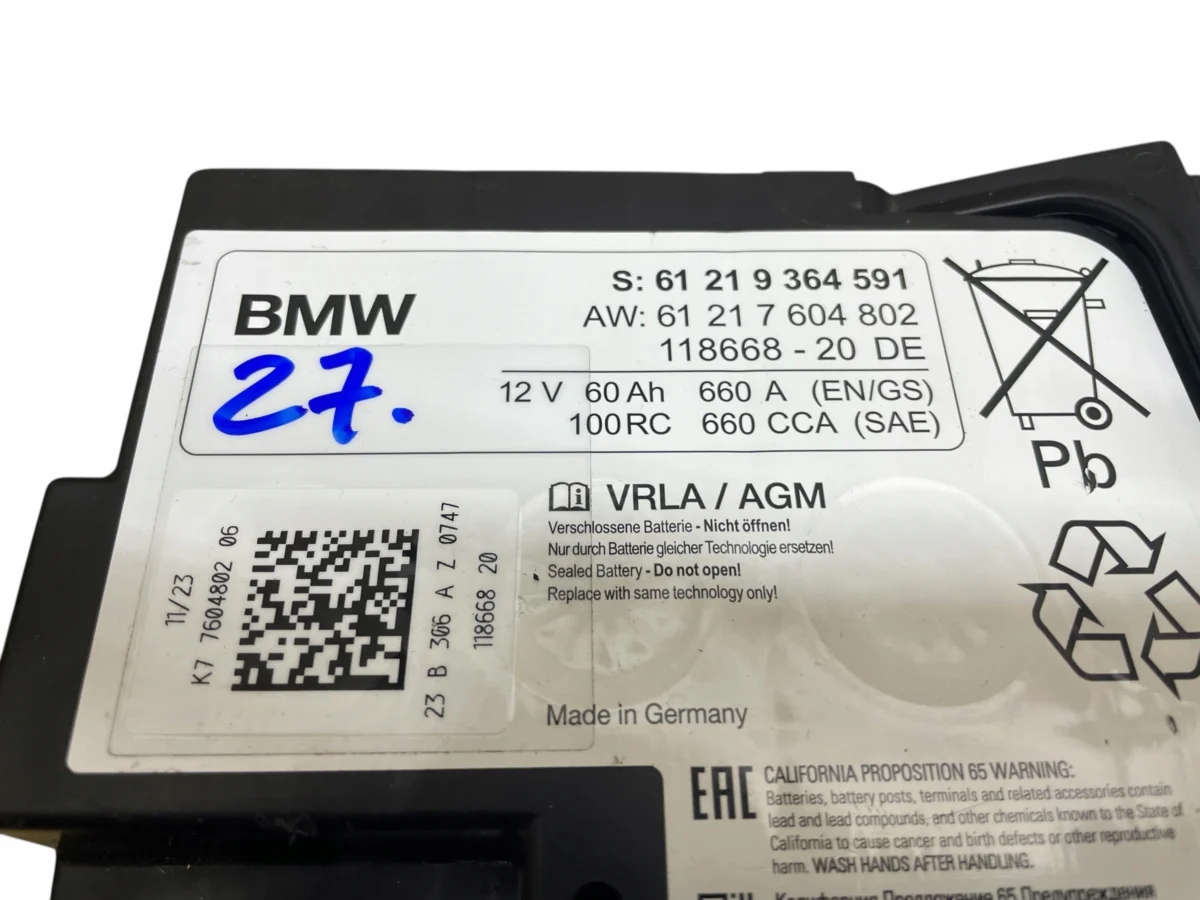 BMW
27.
S: 61 21 9 364 591
AW: 61 21 7 604 802
118668 - 20 DE
12 V 60 Ah 660 A (EN/GS)
100 RC 660 CCA (SAE)
Pb
VRLA / AGM
Verschlossene Batterie - Nicht öffnen!
Nur durch Batterie gleicher Technologie ersetzen!
Sealed Battery - Do not open!
Replace with same technology only!
11/23
K7 7604802 06
23 B 306 A Z 0747
118668 20
Made in Germany
EAC
CALIFORNIA PROPOSITION 65 WARNING:
Batteries, battery posts, terminals and related accessories contain
lead and lead compounds, and other chemicals known to the State of
California to cause cancer and birth defects or other reproductive
harm. WASH HANDS AFTER HANDLING.
Калифорния Предложение 65 Предупреждения